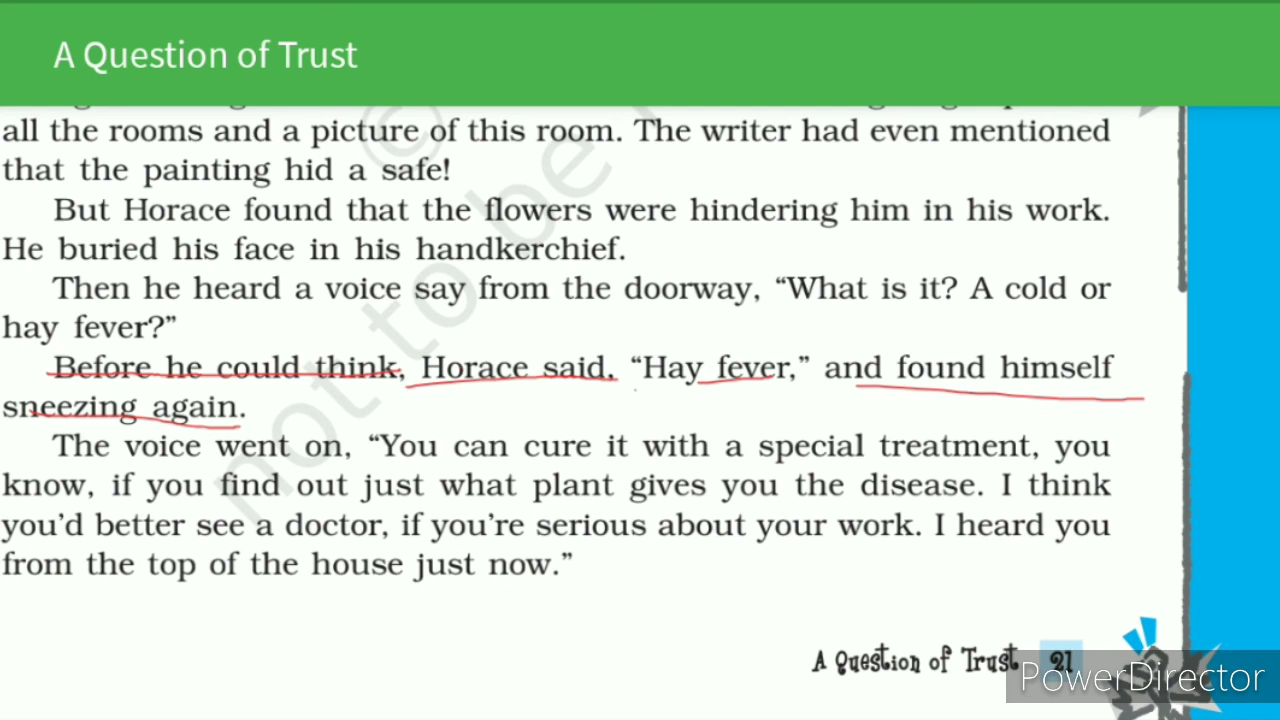 A Question of Trust
all the rooms and a picture of this room. The writer had even mentioned
that the painting hid a safe!
But Horace found that the flowers were hindering him in his work.
He buried his face in his handkerchief.
Then he heard a voice say from the doorway, “What is it? A cold or
hay fever?”
Before he could think, Horace said, “Hay fever,” and found himself
sneezing again.
The voice went on, “You can cure it with a special treatment, you
know, if you find out just what plant gives you the disease. I think
you’d better see a doctor, if you’re serious about your work. I heard you
from the top of the house just now.”
A Question of Trust 21
PowerDirector
© not to be